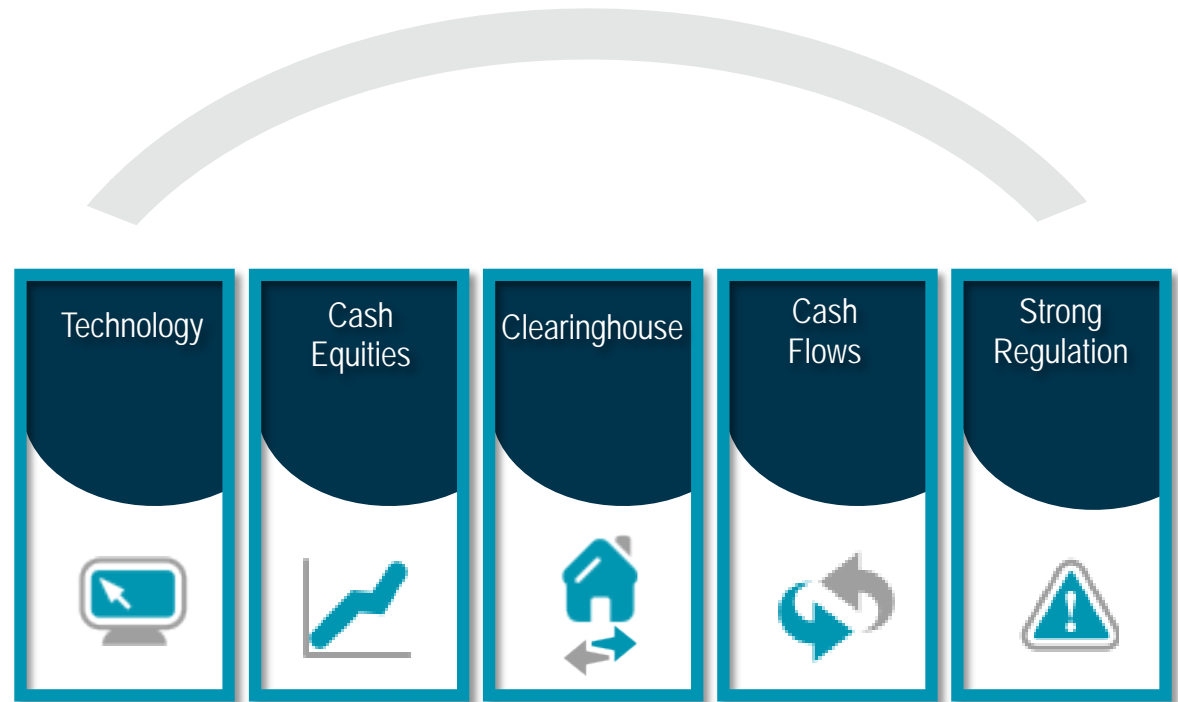 Technology
Cash
Equities
Clearinghouse
Cash
Flows
Strong
Regulation